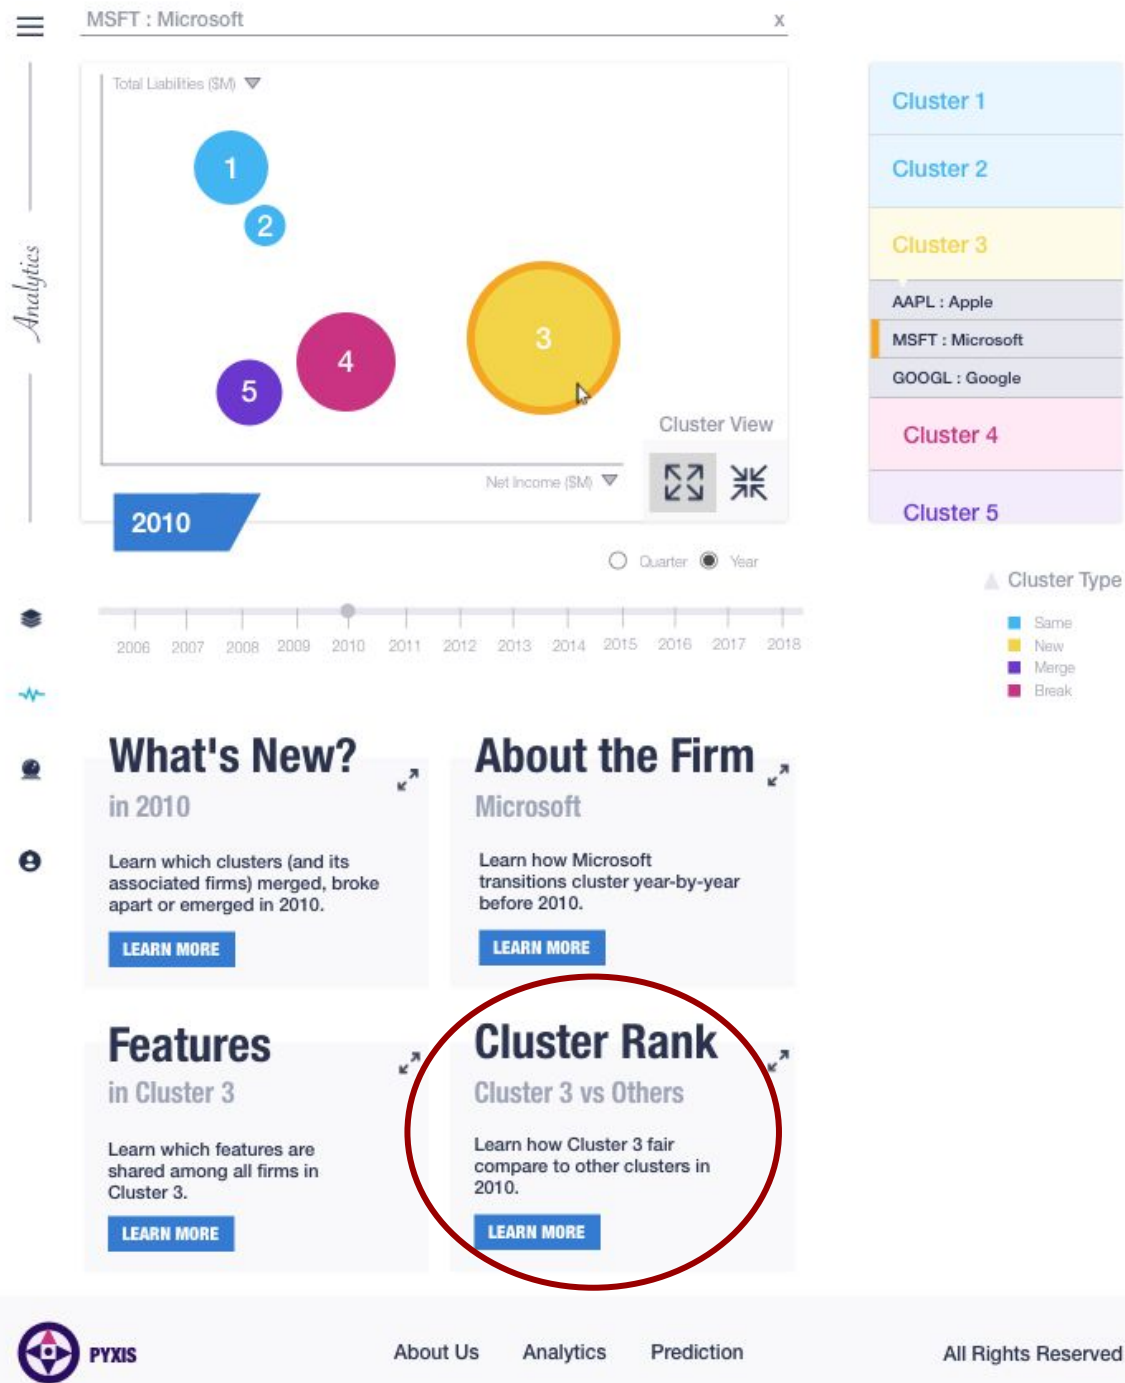 MSFT : Microsoft
x
Analytics
Total Liabilities ($M)
1
2
3
4
5
Cluster View
Net Income ($M)
2010
Quarter
Year
2006 2007 2008 2009 2010 2011 2012 2013 2014 2015 2016 2017 2018
Cluster 1
Cluster 2
Cluster 3
AAPL : Apple
MSFT : Microsoft
GOOGL : Google
Cluster 4
Cluster 5
Cluster Type
Same
New
Merge
Break
What's New?
in 2010
Learn which clusters (and its
associated firms) merged, broke
apart or emerged in 2010.
LEARN MORE
About the Firm
Microsoft
Learn how Microsoft
transitions cluster year-by-year
before 2010.
LEARN MORE
Features
in Cluster 3
Learn which features are
shared among all firms in
Cluster 3.
LEARN MORE
Cluster Rank
Cluster 3 vs Others
Learn how Cluster 3 fair
compare to other clusters in
2010.
LEARN MORE
PYXIS
About Us
Analytics
Prediction
All Rights Reserved